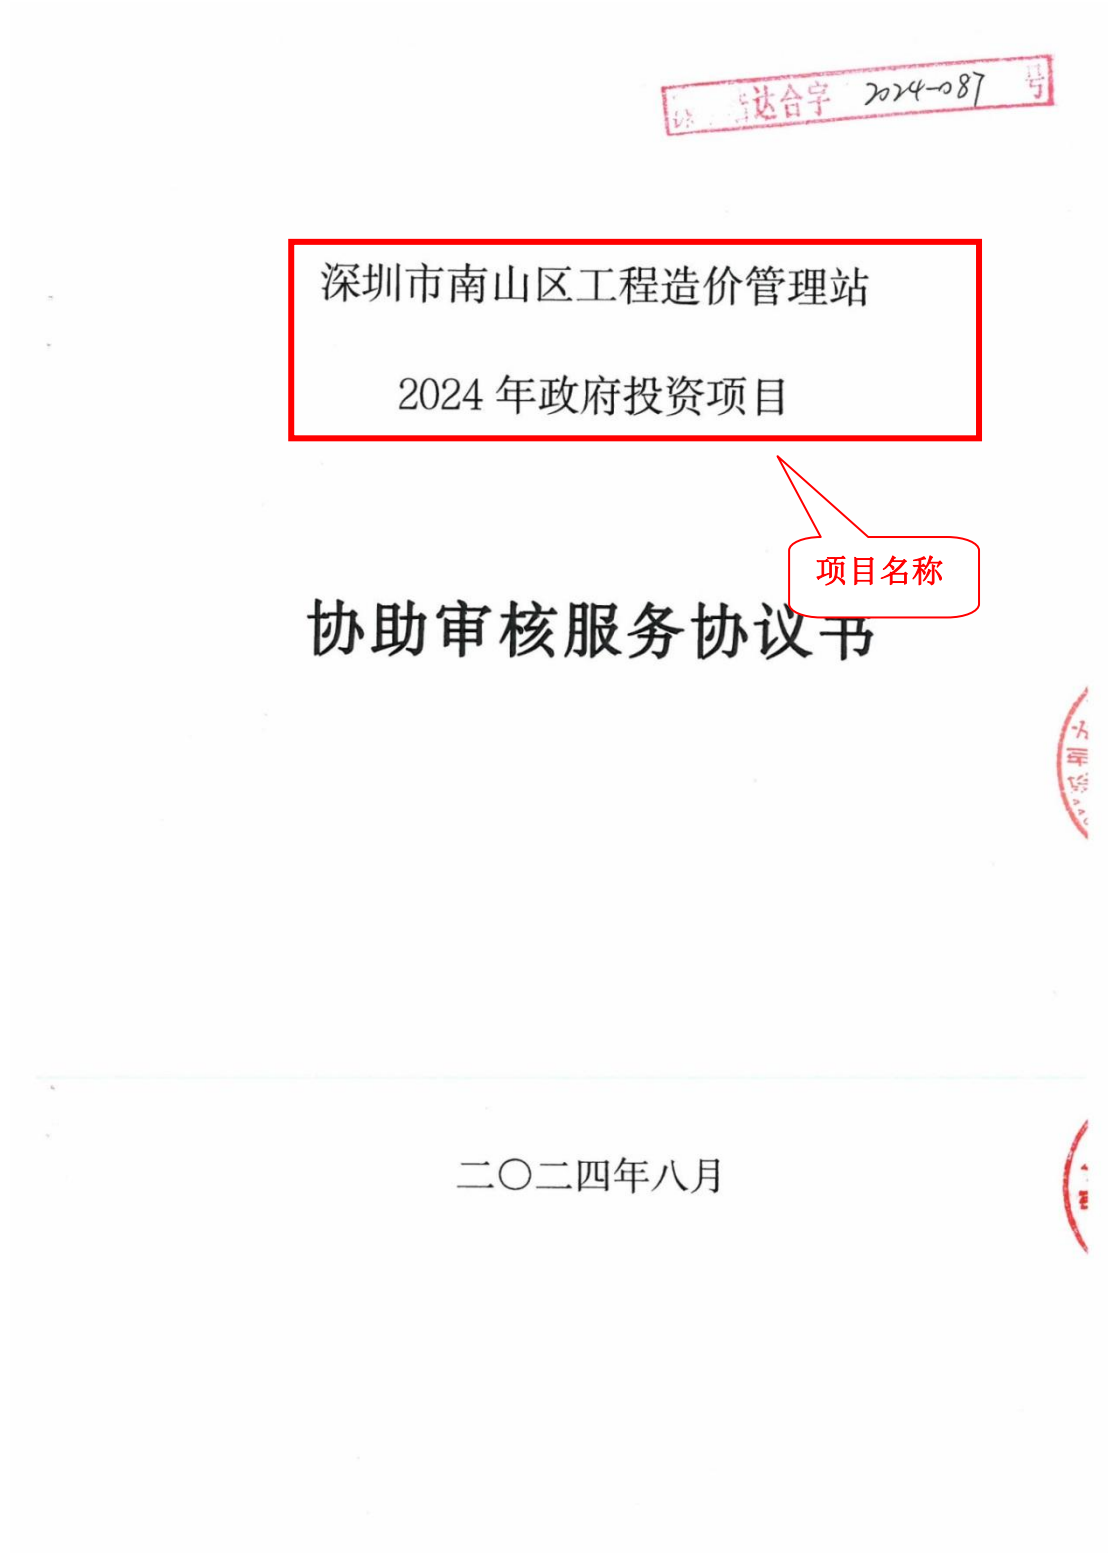 达合字 2024-087 号
深圳市南山区工程造价管理站
2024 年政府投资项目
项目名称
协助审核服务协议书
二〇二四年八月